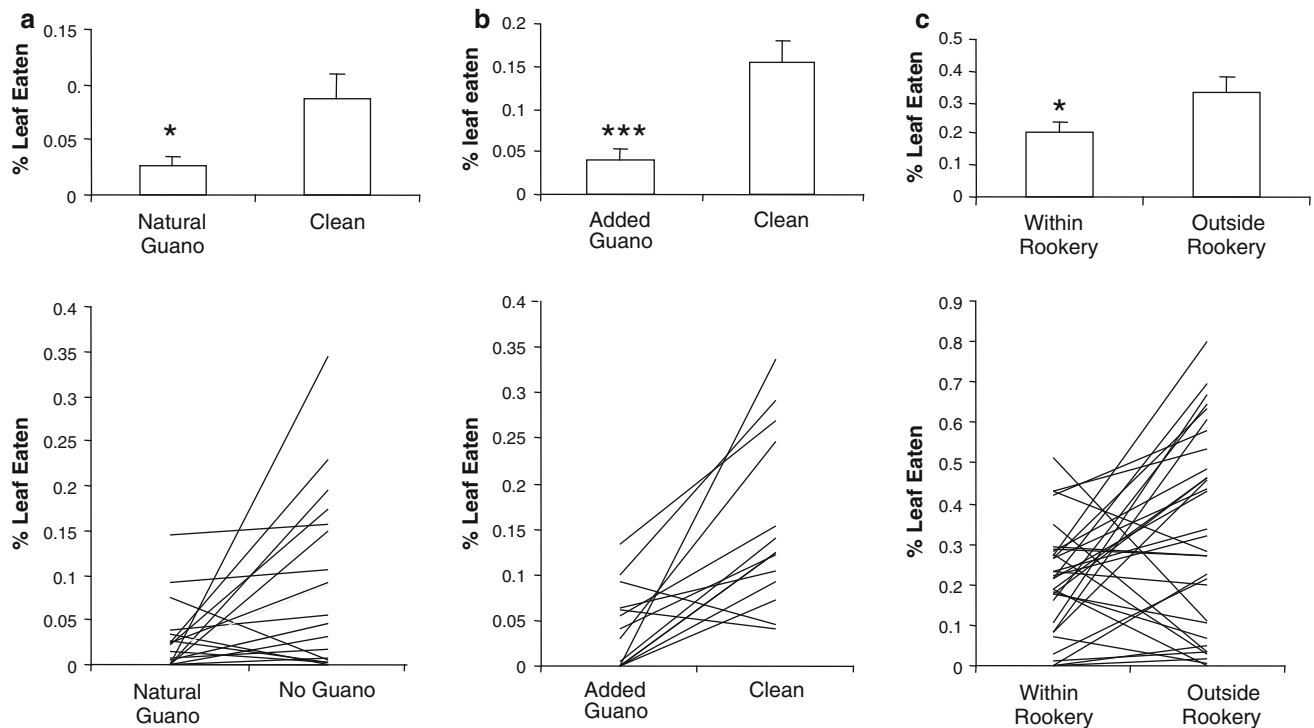 a
% Leaf Eaten
0.15
0.
0.05
0
*
Natural
Guano
Clean
b
% leaf eaten
0.2
0.15
0.1
0.05
0
***
Added
Guano
Clean
c
% Leaf Eaten
0.5
0.4
0.3
0.2
0.1
0
*
Within
Rookery
Outside
Rookery
% Leaf Eaten
0.4
0.35
0.3
0.25
0.2
0.15
0.1
0.05
0
Natural
Guano
No Guano
% Leaf Eaten
0.4
0.35
0.3
0.25
0.2
0.15
0.1
0.05
0
Added
Guano
Clean
% Leaf Eaten
0.9
0.8
0.7
0.6
0.5
0.4
0.3
0.2
0.1
0
Within
Rookery
Outside
Rookery